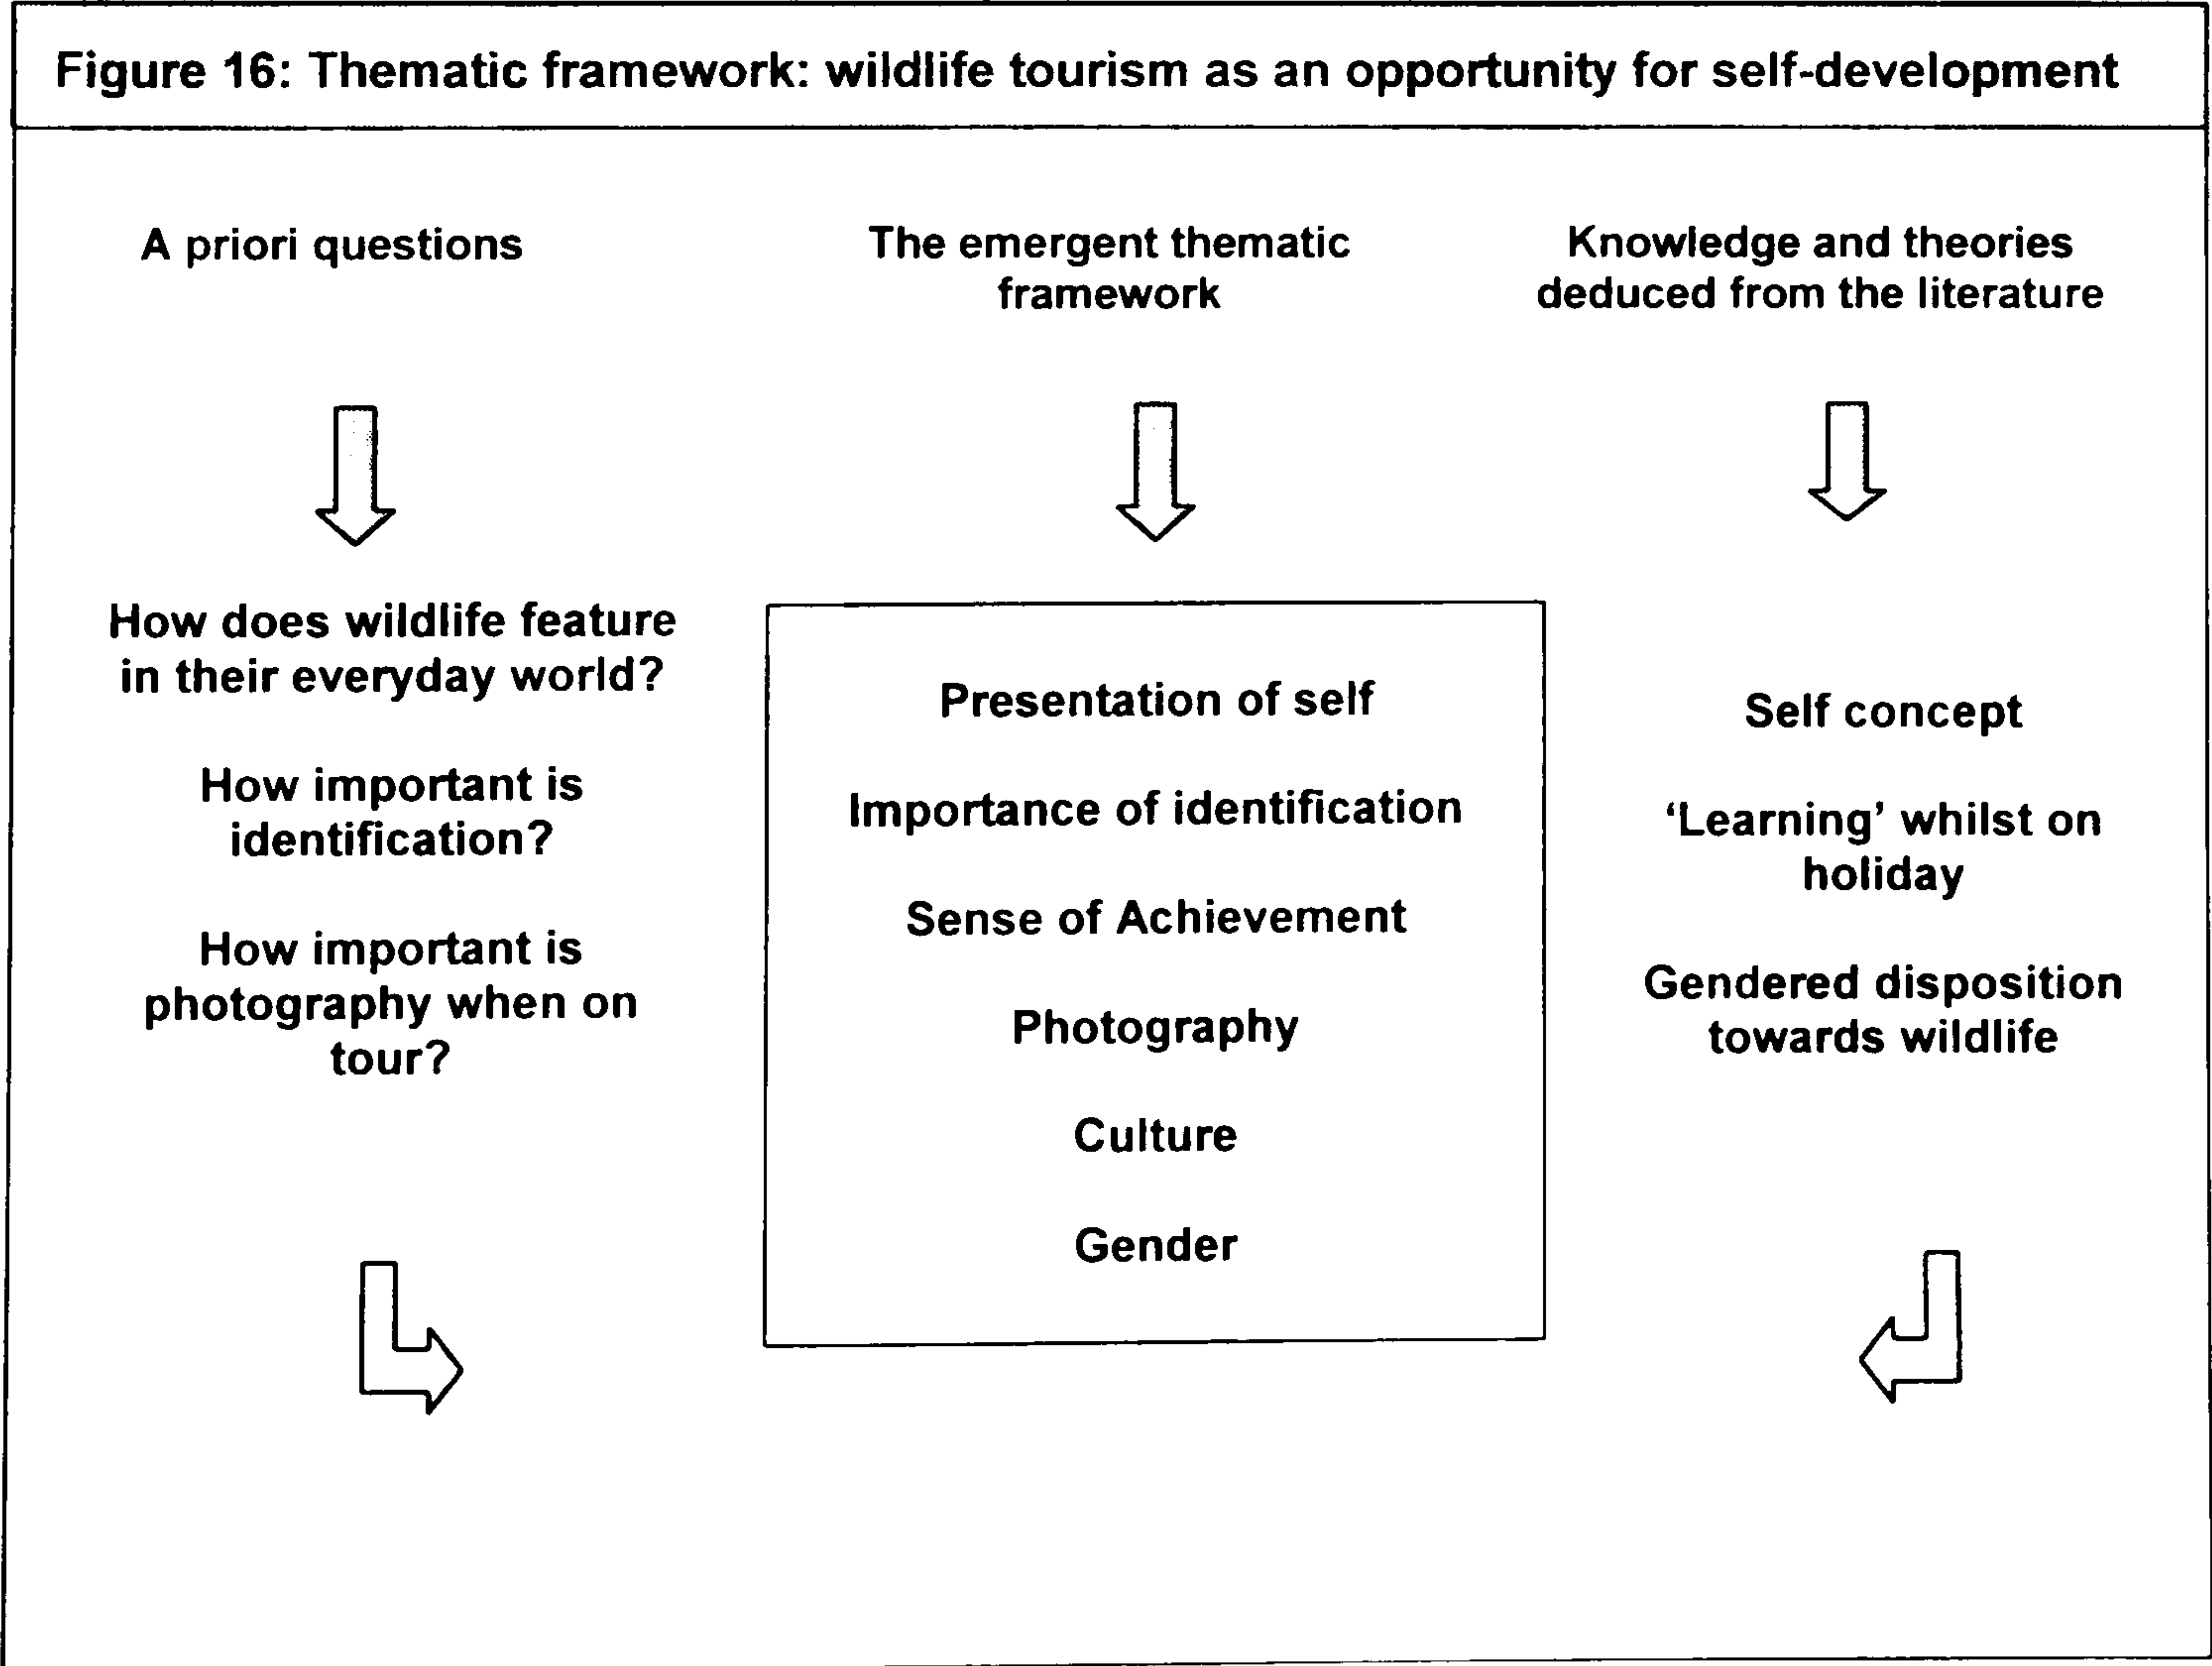 Figure 16: Thematic framework: wildlife tourism as an opportunity for self-development
A priori questions
How does wildlife feature
in their everyday world?
How important is
identification?
How important is
photography when on
tour?
The emergent thematic
framework
Presentation of self
Importance of identification
Sense of Achievement
Photography
Culture
Gender
Knowledge and theories
deduced from the literature
Self concept
‘Learning’ whilst on
holiday
Gendered disposition
towards wildlife